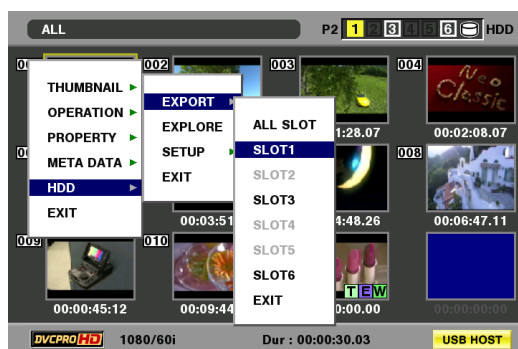 ALL P2 1 2 3 4 5 6 HDD
002 003 004
THUMBNAIL
OPERATION
PROPERTY
META DATA
HDD
EXIT
EXPORT
EXPLORE
SETUP
EXIT
ALL SLOT
SLOT1
SLOT2
SLOT3
SLOT4
SLOT5
SLOT6
EXIT
Neo Classic
1:28.07 00:02:08.07
008
00:03:51 4:48.26 00:06:47.11
009 010
T E W
00:00:45:12 00:09:44 0:00.00 00:00:00:00
DVCPRO HD 1080/60i Dur : 00:00:30.03 USB HOST